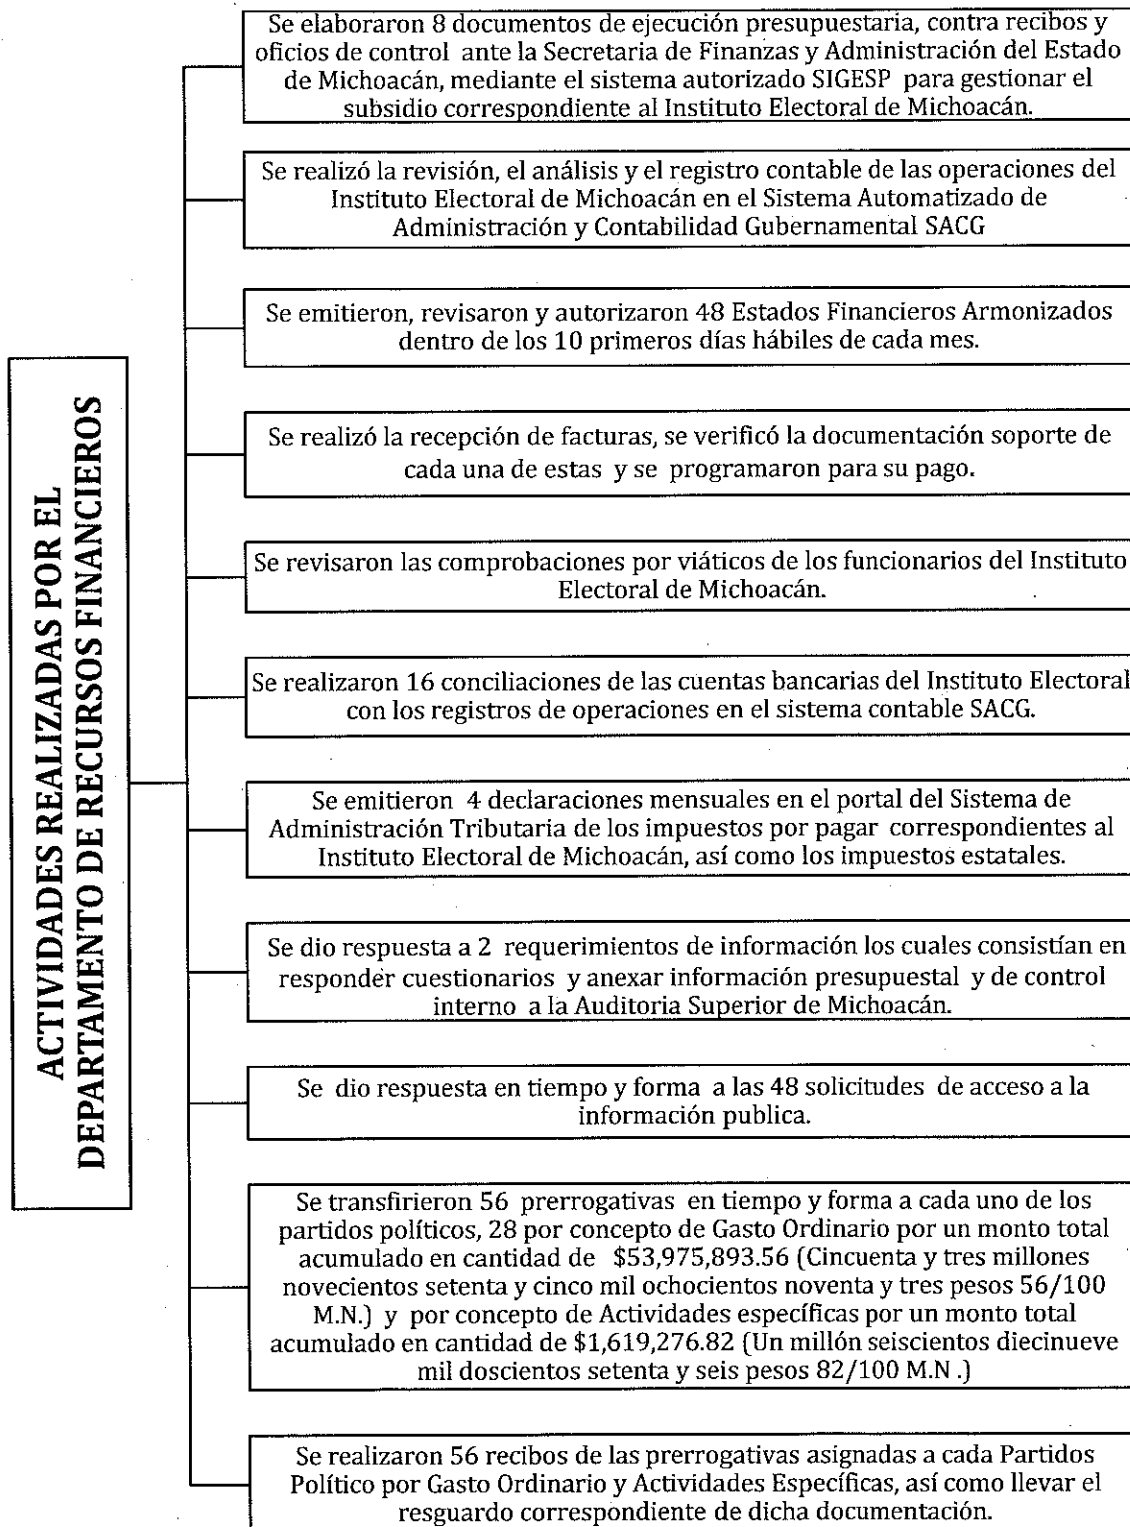 ACTIVIDADES REALIZADAS POR EL
DEPARTAMENTO DE RECURSOS FINANCIEROS
Se elaboraron 8 documentos de ejecución presupuestaria, contra recibos y
oficios de control ante la Secretaria de Finanzas y Administración del Estado
de Michoacán, mediante el sistema autorizado SIGESP para gestionar el
subsidio correspondiente al Instituto Electoral de Michoacán.
Se realizó la revisión, el análisis y el registro contable de las operaciones del
Instituto Electoral de Michoacán en el Sistema Automatizado de
Administración y Contabilidad Gubernamental SACG
Se emitieron, revisaron y autorizaron 48 Estados Financieros Armonizados
dentro de los 10 primeros días hábiles de cada mes.
Se realizó la recepción de facturas, se verificó la documentación soporte de
cada una de estas y se programaron para su pago.
Se revisaron las comprobaciones por viáticos de los funcionarios del Instituto
Electoral de Michoacán.
Se realizaron 16 conciliaciones de las cuentas bancarias del Instituto Electoral
con los registros de operaciones en el sistema contable SACG.
Se emitieron 4 declaraciones mensuales en el portal del Sistema de
Administración Tributaria de los impuestos por pagar correspondientes al
Instituto Electoral de Michoacán, así como los impuestos estatales.
Se dio respuesta a 2 requerimientos de información los cuales consistían en
responder cuestionarios y anexar información presupuestal y de control
interno a la Auditoria Superior de Michoacán.
Se dio respuesta en tiempo y forma a las 48 solicitudes de acceso a la
información publica.
Se transfirieron 56 prerrogativas en tiempo y forma a cada uno de los
partidos políticos, 28 por concepto de Gasto Ordinario por un monto total
acumulado en cantidad de $53,975,893.56 (Cincuenta y tres millones
novecientos setenta y cinco mil ochocientos noventa y tres pesos 56/100
M.N.) y por concepto de Actividades específicas por un monto total
acumulado en cantidad de $1,619,276.82 (Un millón seiscientos diecinueve
mil doscientos setenta y seis pesos 82/100 M.N .)
Se realizaron 56 recibos de las prerrogativas asignadas a cada Partidos
Político por Gasto Ordinario y Actividades Específicas, así como llevar el
resguardo correspondiente de dicha documentación.